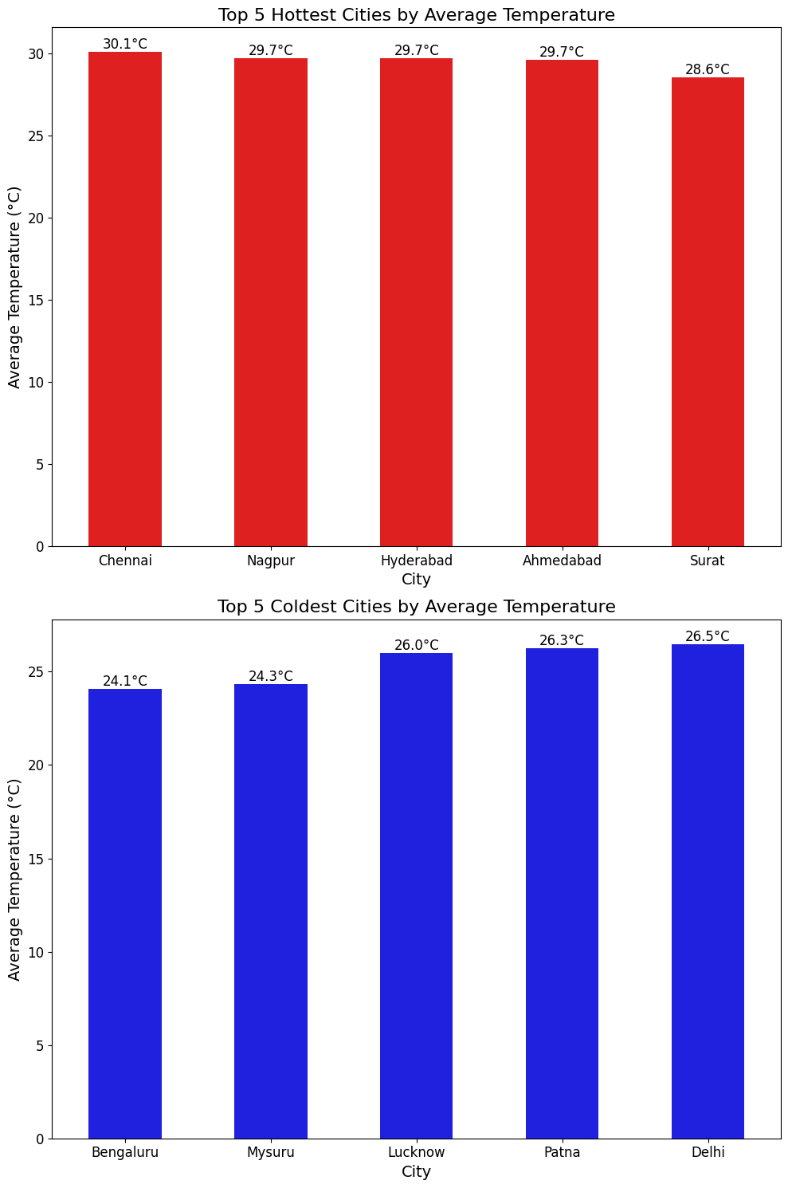 Top 5 Hottest Cities by Average Temperature
30.1°C 29.7°C 29.7°C 29.7°C 28.6°C
Average Temperature (°C)
30
25
20
15
10
5
0
Chennai Nagpur Hyderabad Ahmedabad Surat
City
Top 5 Coldest Cities by Average Temperature
24.1°C 24.3°C 26.0°C 26.3°C 26.5°C
Average Temperature (°C)
25
20
15
10
5
0
Bengaluru Mysuru Lucknow Patna Delhi
City